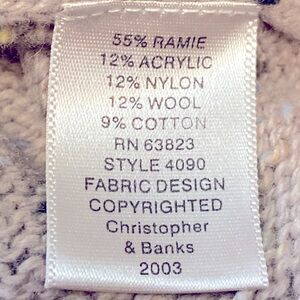 55% RAMIE
12% ACRYLIC
12% NYLON
12% WOOL
9% COTTON
RN 63823
STYLE 4090
FABRIC DESIGN
COPYRIGHTED
Christopher
& Banks
2003